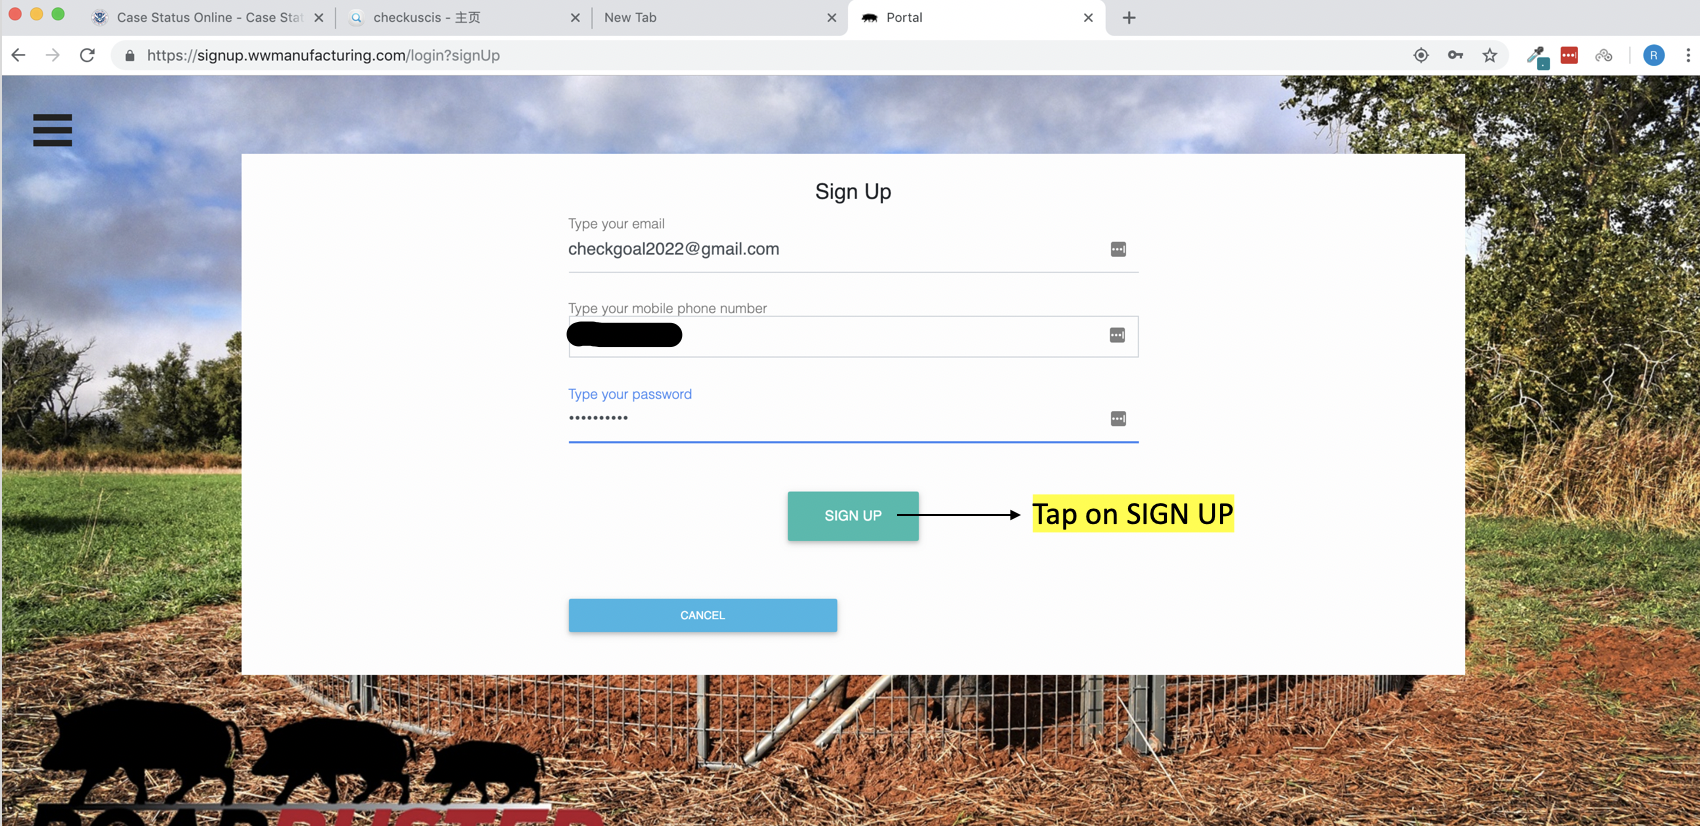 Case Status Online - Case Stat
checkuscis - 主页
New Tab
Portal
https://signup.wwmanufacturing.com/login?signUp
R
Sign Up
Type your email
checkgoal2022@gmail.com
Type your mobile phone number
Type your password
••••••••••
SIGN UP
Tap on SIGN UP
CANCEL
BOARBUSTER